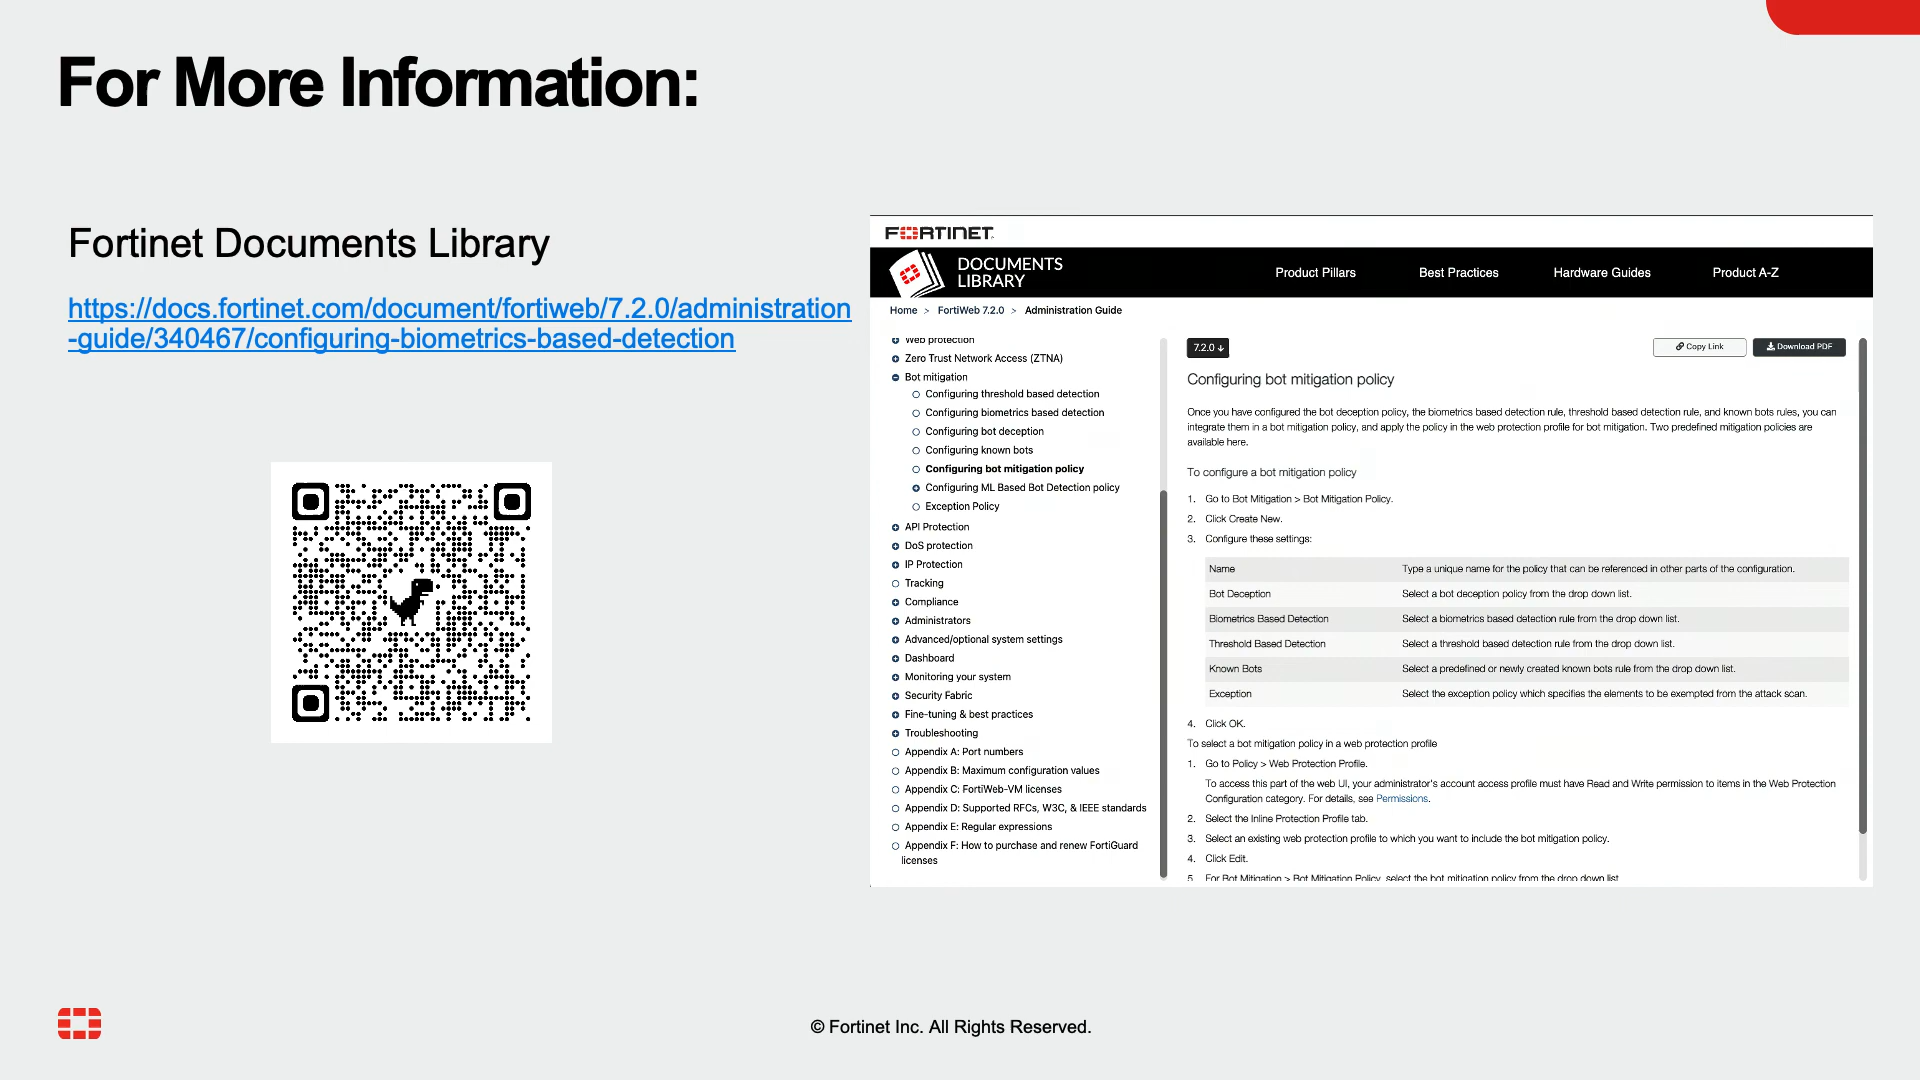 For More Information:
Fortinet Documents Library
https://docs.fortinet.com/document/fortiweb/7.2.0/administration
-guide/340467/configuring-biometrics-based-detection
FORTINET
DOCUMENTS
LIBRARY
Product Pillars
Best Practices
Hardware Guides
Product A-Z
Home > FortiWeb 7.2.0 > Administration Guide
Web protection
Zero Trust Network Access (ZTNA)
Bot mitigation
Configuring threshold based detection
Configuring biometrics based detection
Configuring bot deception
Configuring known bots
Configuring bot mitigation policy
Configuring ML Based Bot Detection policy
Exception Policy
API Protection
DoS protection
IP Protection
Tracking
Compliance
Administrators
Advanced/optional system settings
Dashboard
Monitoring your system
Security Fabric
Fine-tuning & best practices
Troubleshooting
Appendix A: Port numbers
Appendix B: Maximum configuration values
Appendix C: FortiWeb-VM licenses
Appendix D: Supported RFCs, W3C, & IEEE standards
Appendix E: Regular expressions
Appendix F: How to purchase and renew FortiGuard
licenses
7.2.0
Copy Link
Download PDF
Configuring bot mitigation policy
Once you have configured the bot deception policy, the biometrics based detection rule, threshold based detection rule, and known bots rules, you can
integrate them in a bot mitigation policy, and apply the policy in the web protection profile for bot mitigation. Two predefined mitigation policies are
available here.
To configure a bot mitigation policy
1. Go to Bot Mitigation > Bot Mitigation Policy.
2. Click Create New.
3. Configure these settings:
Name Type a unique name for the policy that can be referenced in other parts of the configuration.
Bot Deception Select a bot deception policy from the drop down list.
Biometrics Based Detection Select a biometrics based detection rule from the drop down list.
Threshold Based Detection Select a threshold based detection rule from the drop down list.
Known Bots Select a predefined or newly created known bots rule from the drop down list.
Exception Select the exception policy which specifies the elements to be exempted from the attack scan.
4. Click OK.
To select a bot mitigation policy in a web protection profile
1. Go to Policy > Web Protection Profile.
To access this part of the web UI, your administrator's account access profile must have Read and Write permission to items in the Web Protection
Configuration category. For details, see Permissions.
2. Select the Inline Protection Profile tab.
3. Select an existing web protection profile to which you want to include the bot mitigation policy.
4. Click Edit.
5. For Bot Mitigation > Bot Mitigation Policy, select the bot mitigation policy from the drop down list
© Fortinet Inc. All Rights Reserved.